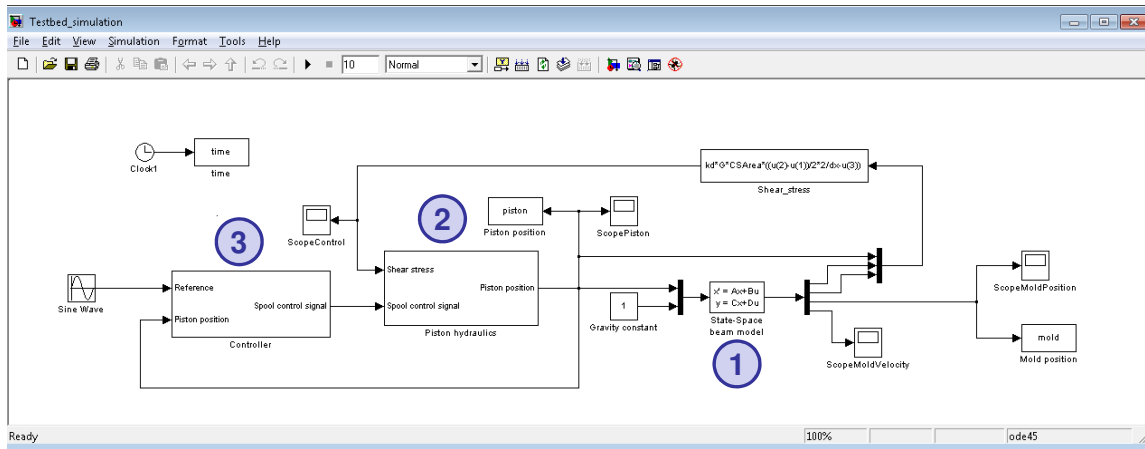 Testbed_simulation
File Edit View Simulation Format Tools Help
10 Normal
time
Clock1
time
kd*G*CSArea*((u(2)-u(1))/2*2/dx-u(3))
Shear_stress
2
piston
Piston position
ScopePiston
ScopeControl
3
Shear stress
Spool control signal
Piston position
Piston hydraulics
Sine Wave
Reference
Piston position
Spool control signal
Controller
1
Gravity constant
x' = Ax+Bu
y = Cx+Du
State-Space
beam model
1
ScopeMoldPosition
mold
Mold position
ScopeMoldVelocity
Ready
100%
ode45